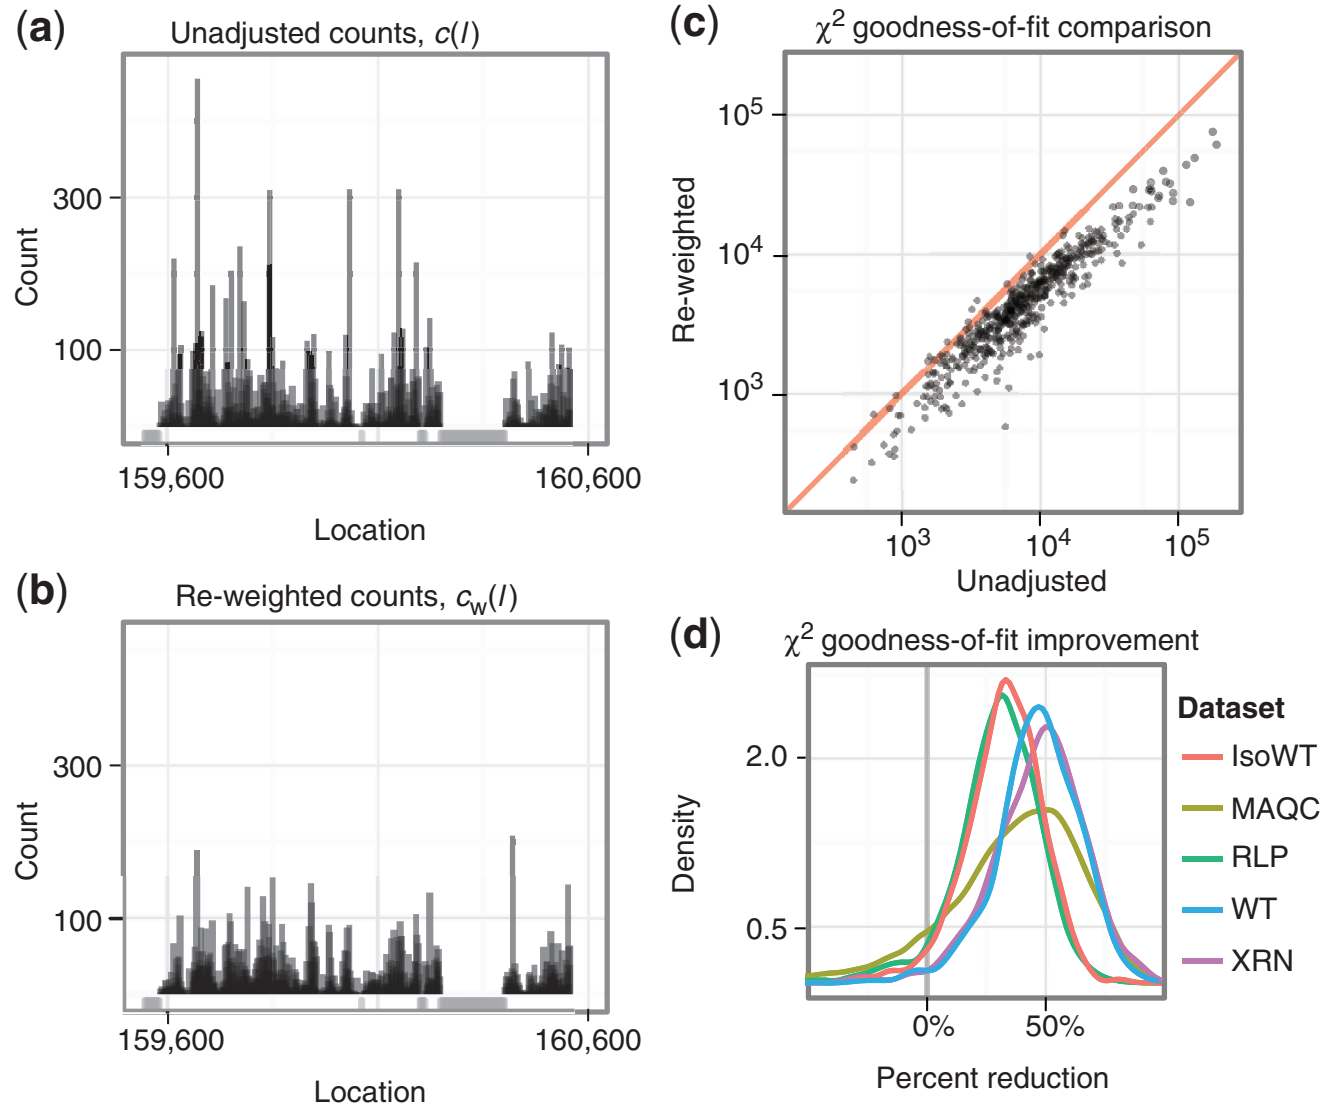 (a)
Unadjusted counts, c(l)
Count
300
100
159,600
160,600
Location
(b)
Re-weighted counts, c_w(l)
Count
300
100
159,600
160,600
Location
(c)
χ² goodness-of-fit comparison
Re-weighted
10⁵
10⁴
10³
10³
10⁴
10⁵
Unadjusted
(d)
χ² goodness-of-fit improvement
Density
2.0
0.5
0%
50%
Percent reduction
Dataset
IsoWT
MAQC
RLP
WT
XRN